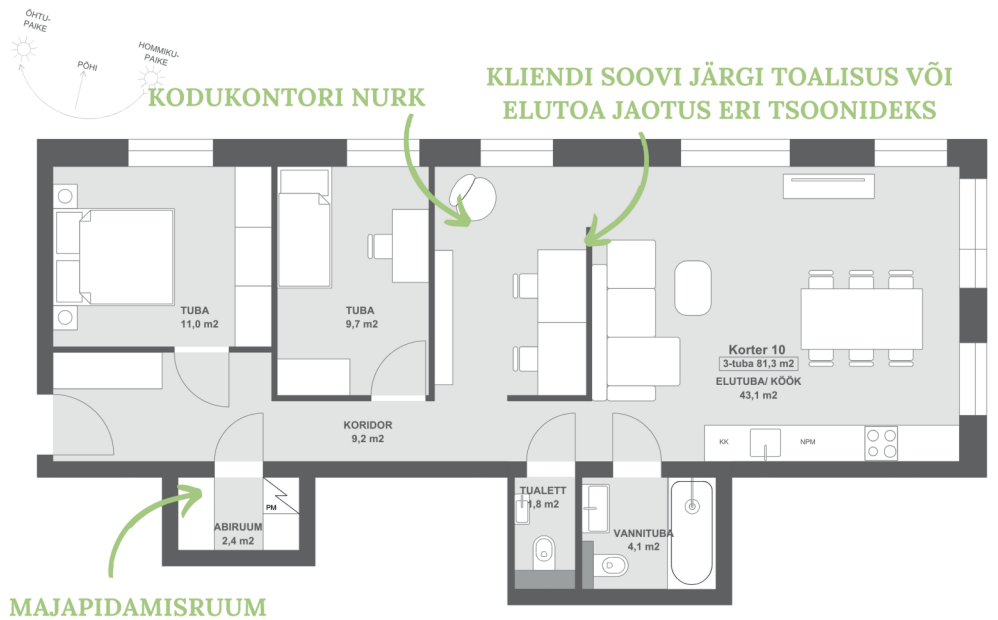 ÕHTU-
PAIKE
PÕHI
HOMMIKU-
PAIKE
KODUKONTORI NURK
KLIENDI SOOVI JÄRGI TOALISUS VÕI
ELUTOA JAOTUS ERI TSOONIDEKS
TUBA
11,0 m2
TUBA
9,7 m2
Korter 10
3-tuba 81,3 m2
ELUTUBA/ KÖÖK
43,1 m2
KORIDOR
9,2 m2
KK
NPM
TUALETT
1,8 m2
PM
ABIRUUM
2,4 m2
VANNITUBA
4,1 m2
MAJAPIDAMISRUUM